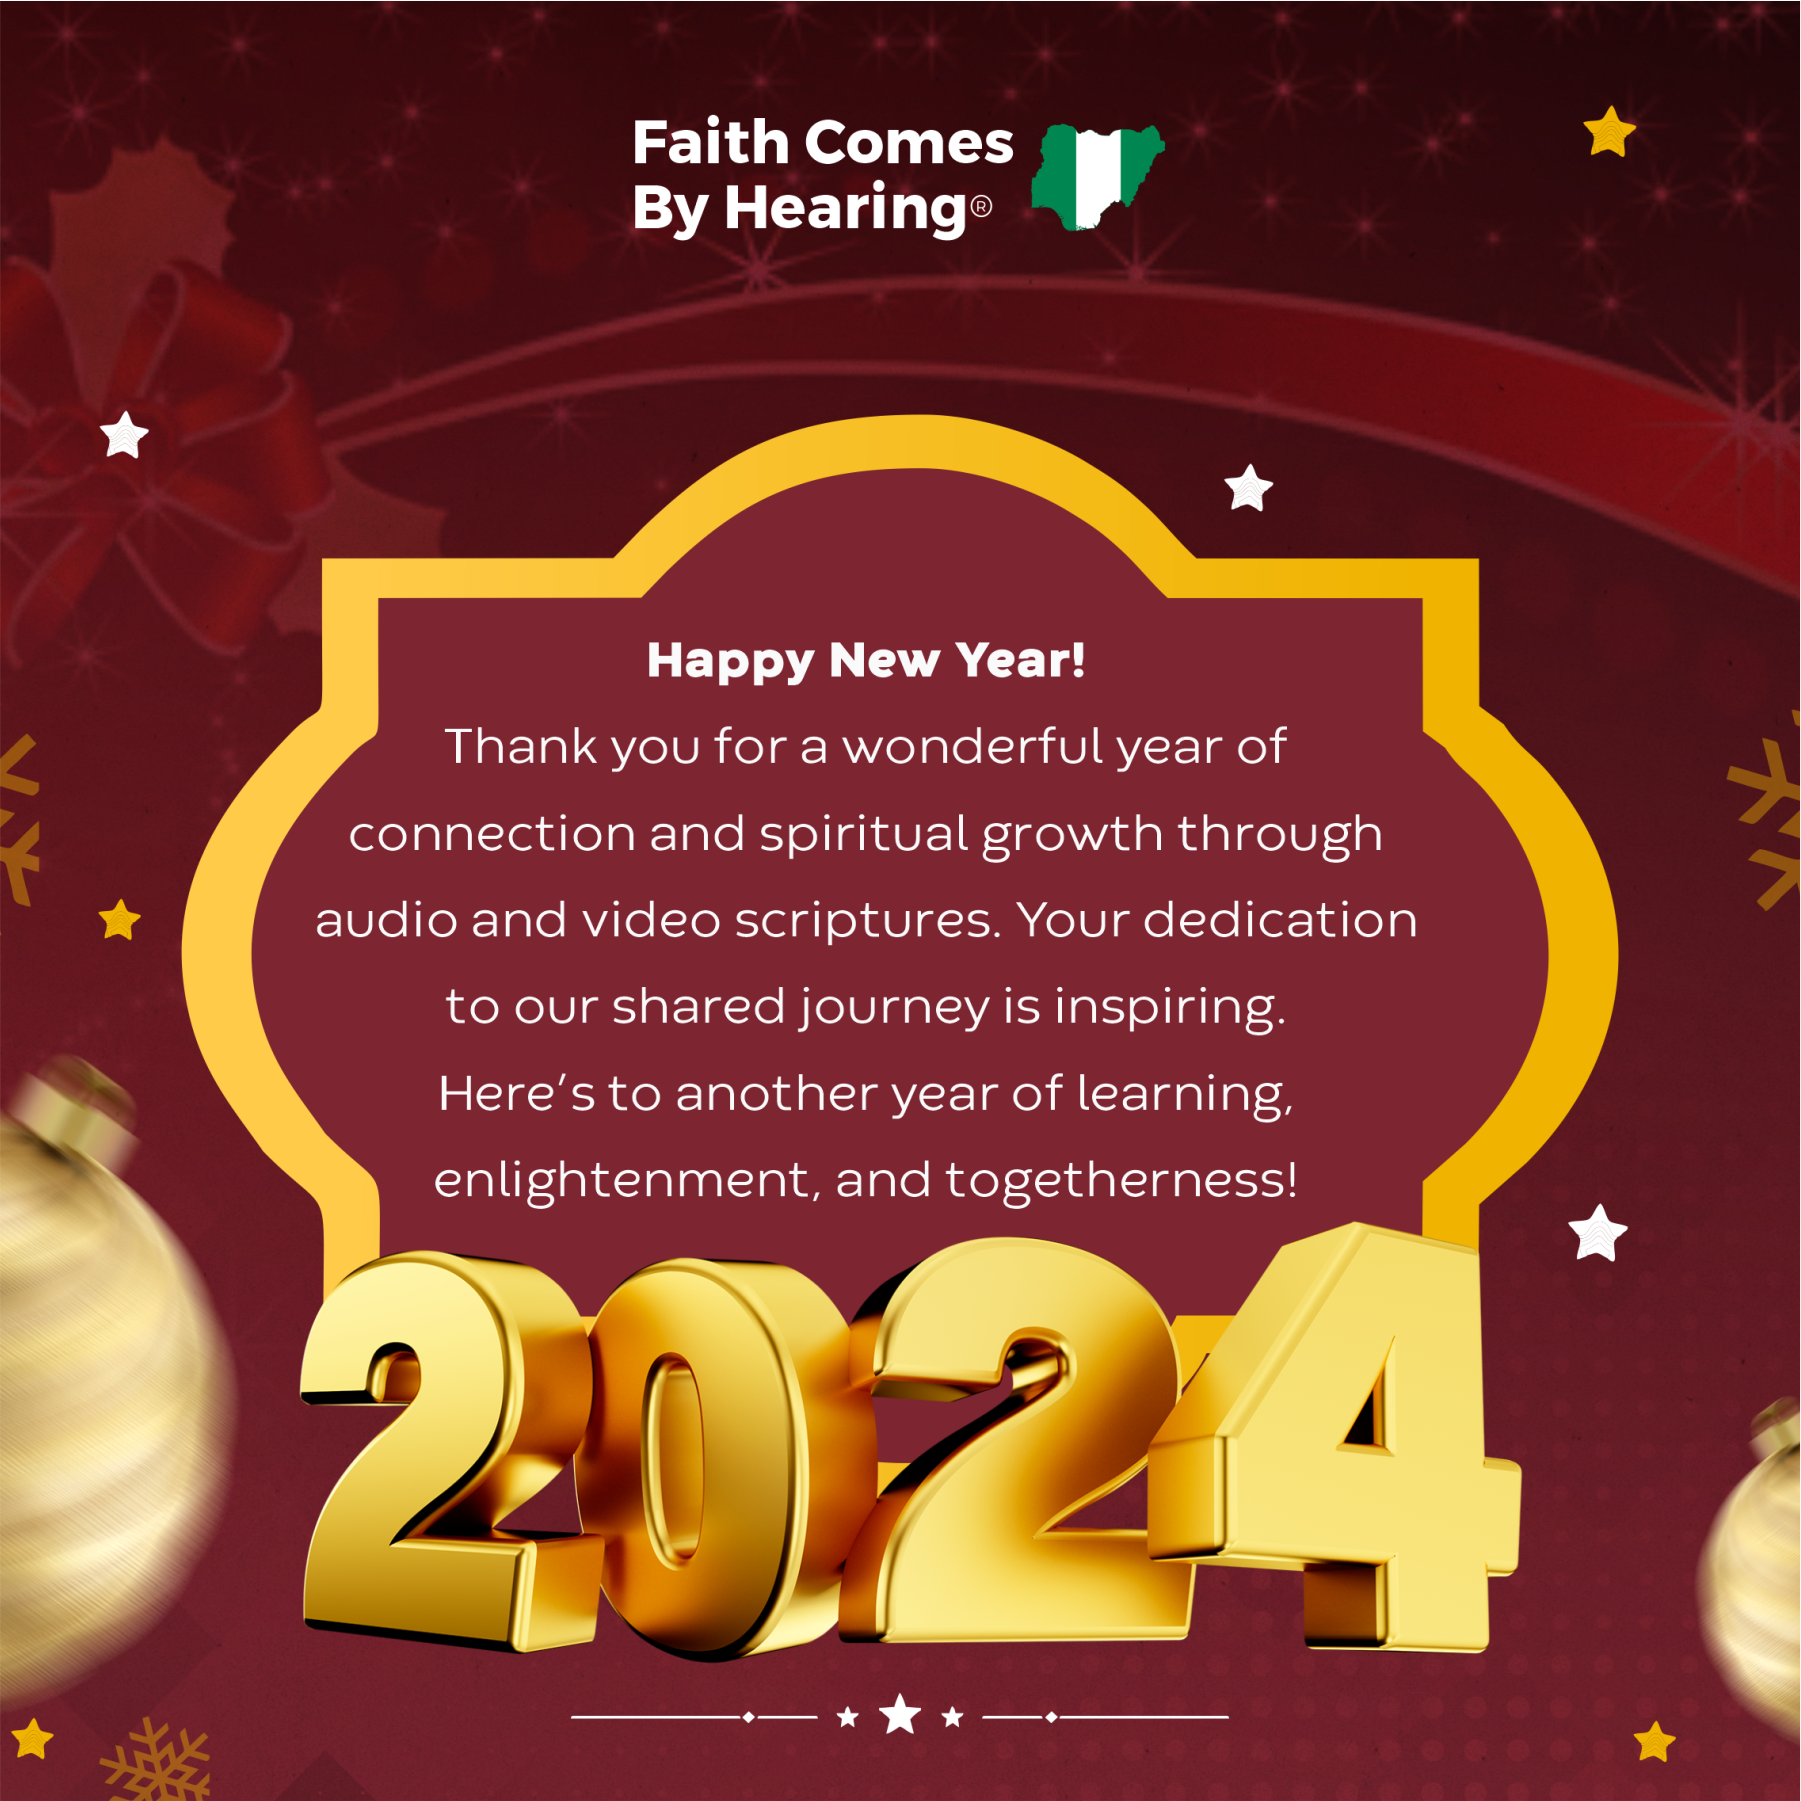 Faith Comes
By Hearing®
Happy New Year!
Thank you for a wonderful year of
connection and spiritual growth through
audio and video scriptures. Your dedication
to our shared journey is inspiring.
Here’s to another year of learning,
enlightenment, and togetherness!
2024